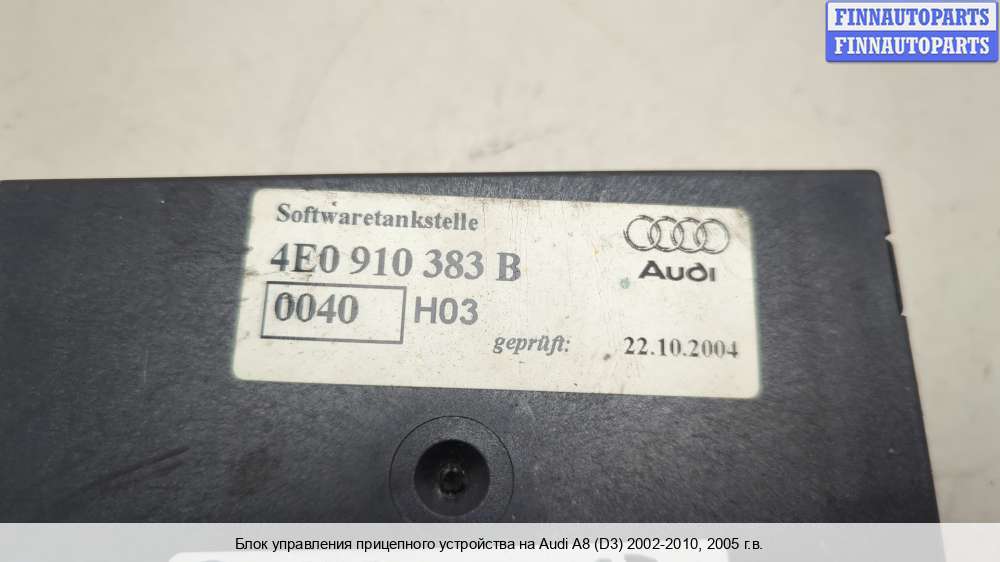 FINNAUTOPARTS
FINNAUTOPARTS
Softwaretankstelle
4E0 910 383 B
0040 H03
Audi
geprüft: 22.10.2004
Блок управления прицепного устройства на Audi A8 (D3) 2002-2010, 2005 г.в.